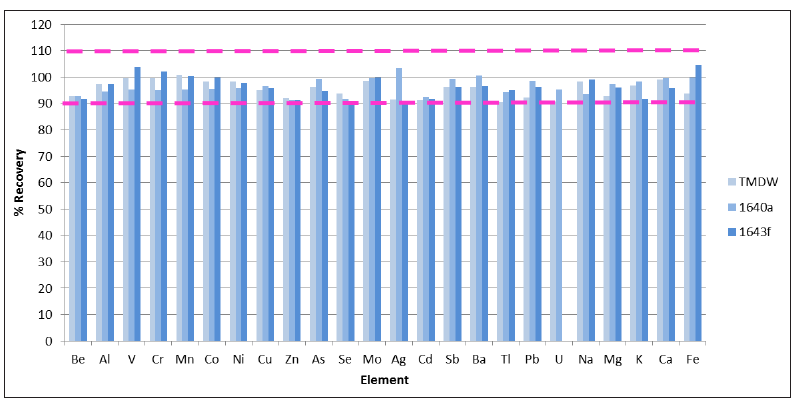 120
110
100
90
80
70
60
50
40
30
20
10
0
% Recovery
Be Al V Cr Mn Co Ni Cu Zn As Se Mo Ag Cd Sb Ba Tl Pb U Na Mg K Ca Fe
Element
TMDW
1640a
1643f